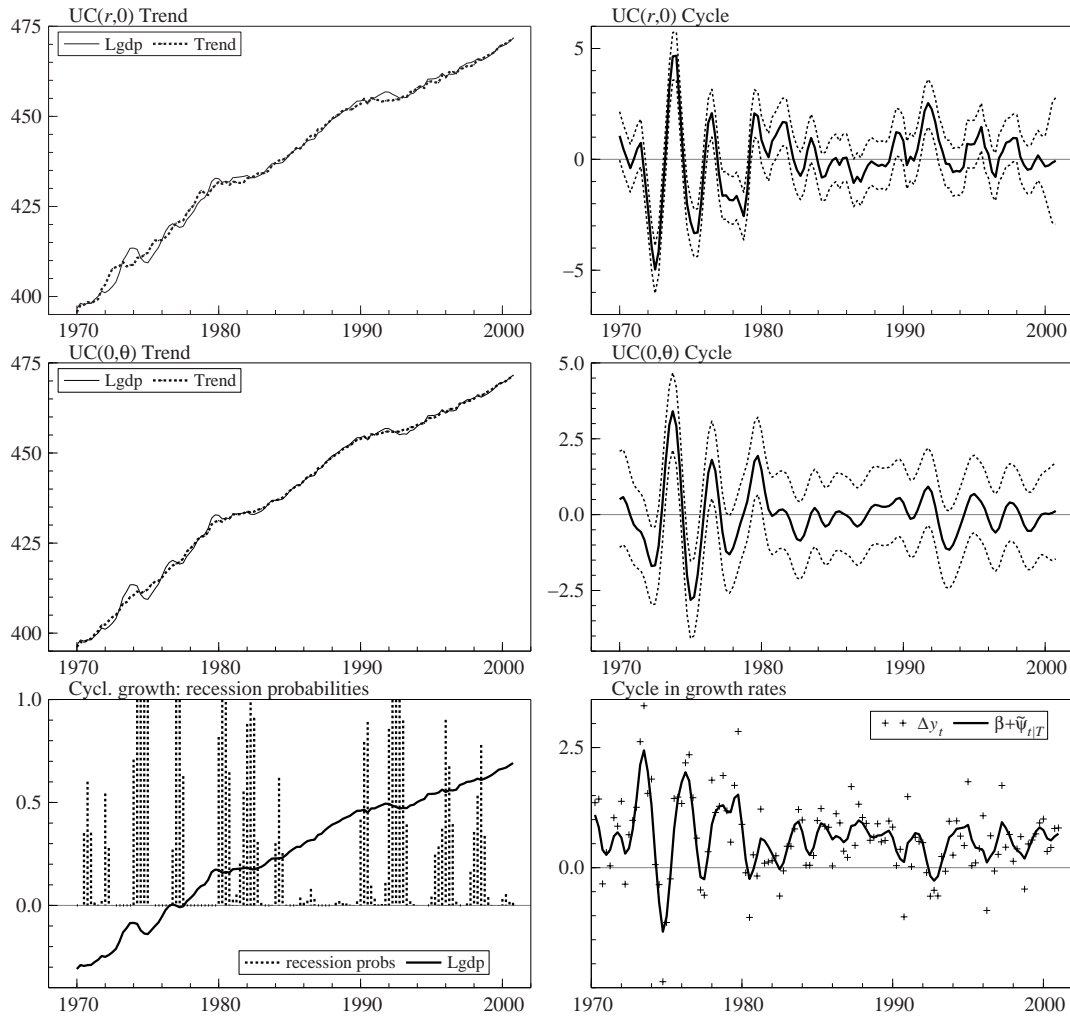 UC(r,0) Trend
475
Lgdp Trend
450
425
400
1970 1980 1990 2000
UC(r,0) Cycle
5
0
−5
1970 1980 1990 2000
UC(0,θ) Trend
475
Lgdp Trend
450
425
400
1970 1980 1990 2000
UC(0,θ) Cycle
5.0
2.5
0.0
−2.5
1970 1980 1990 2000
Cycl. growth: recession probabilities
1.0
0.5
0.0
recession probs Lgdp
1970 1980 1990 2000
Cycle in growth rates
Δy_t β+ψ̃_{t|T}
2.5
0.0
1970 1980 1990 2000